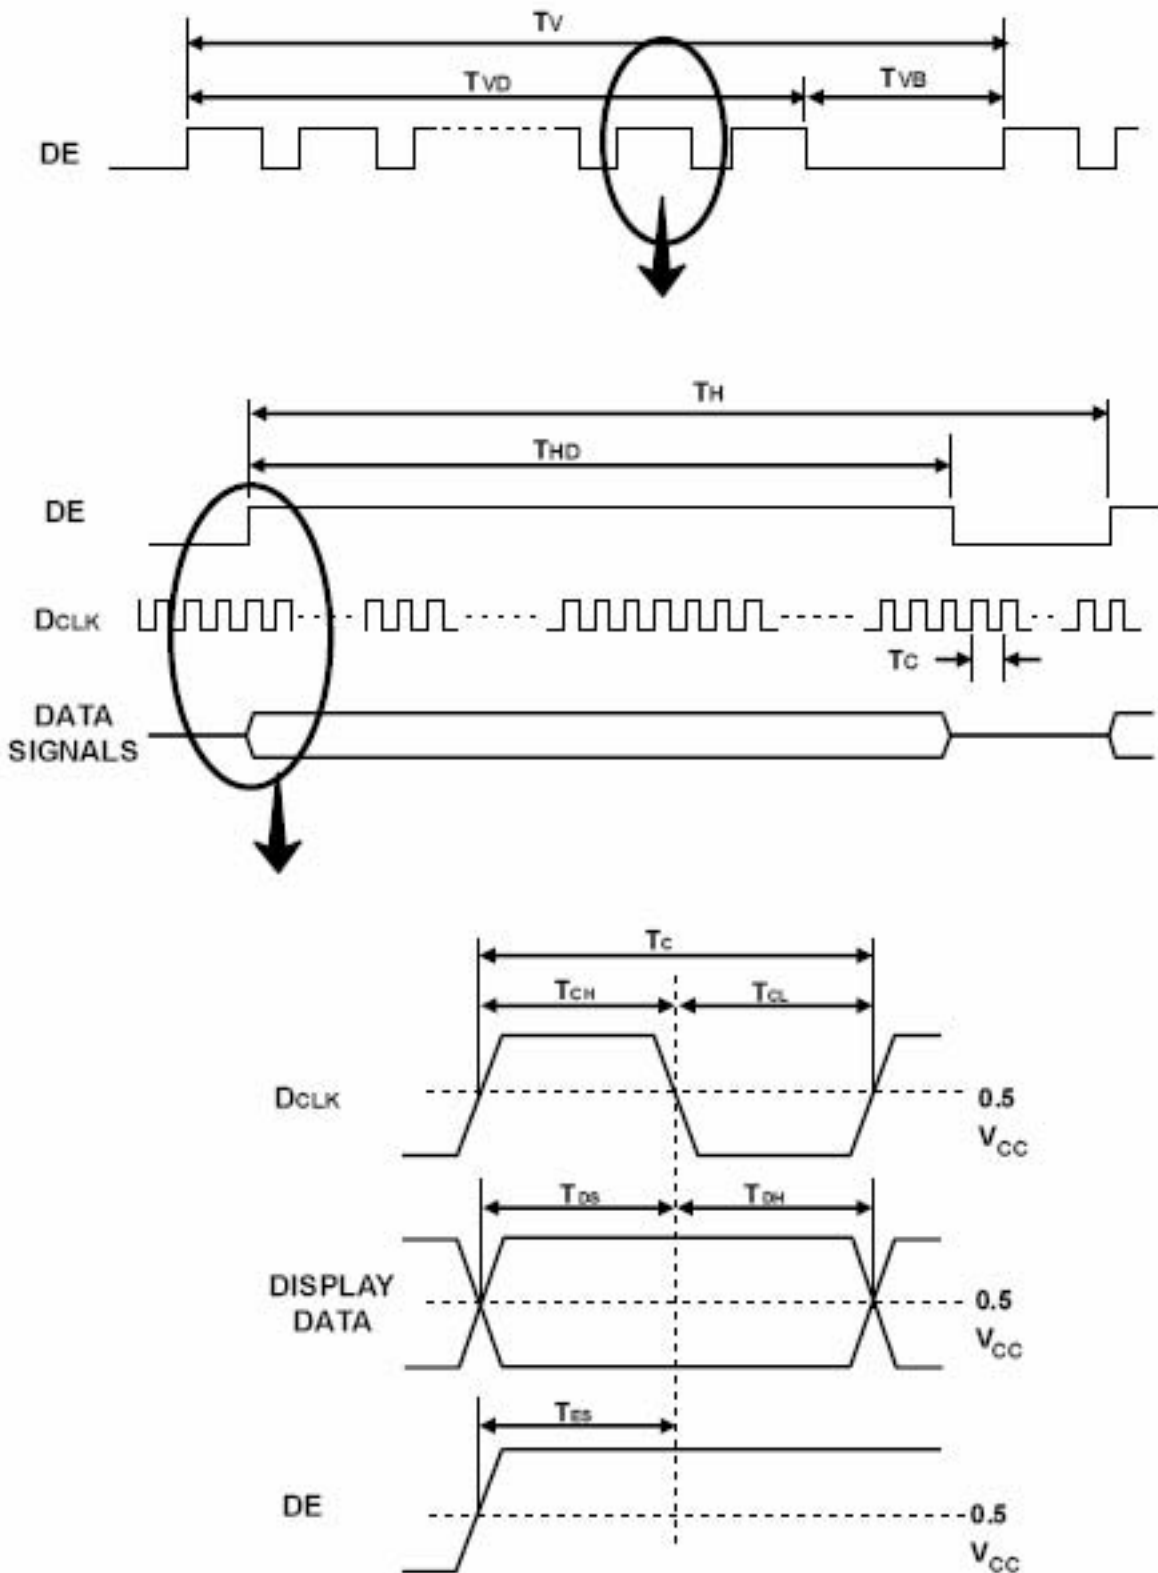 TV
TVD
TVB
DE
TH
THD
DE
DCLK
TC
DATA
SIGNALS
TC
TCH
TCL
DCLK
0.5
VCC
TDS
TDH
DISPLAY
DATA
0.5
VCC
TES
DE
0.5
VCC